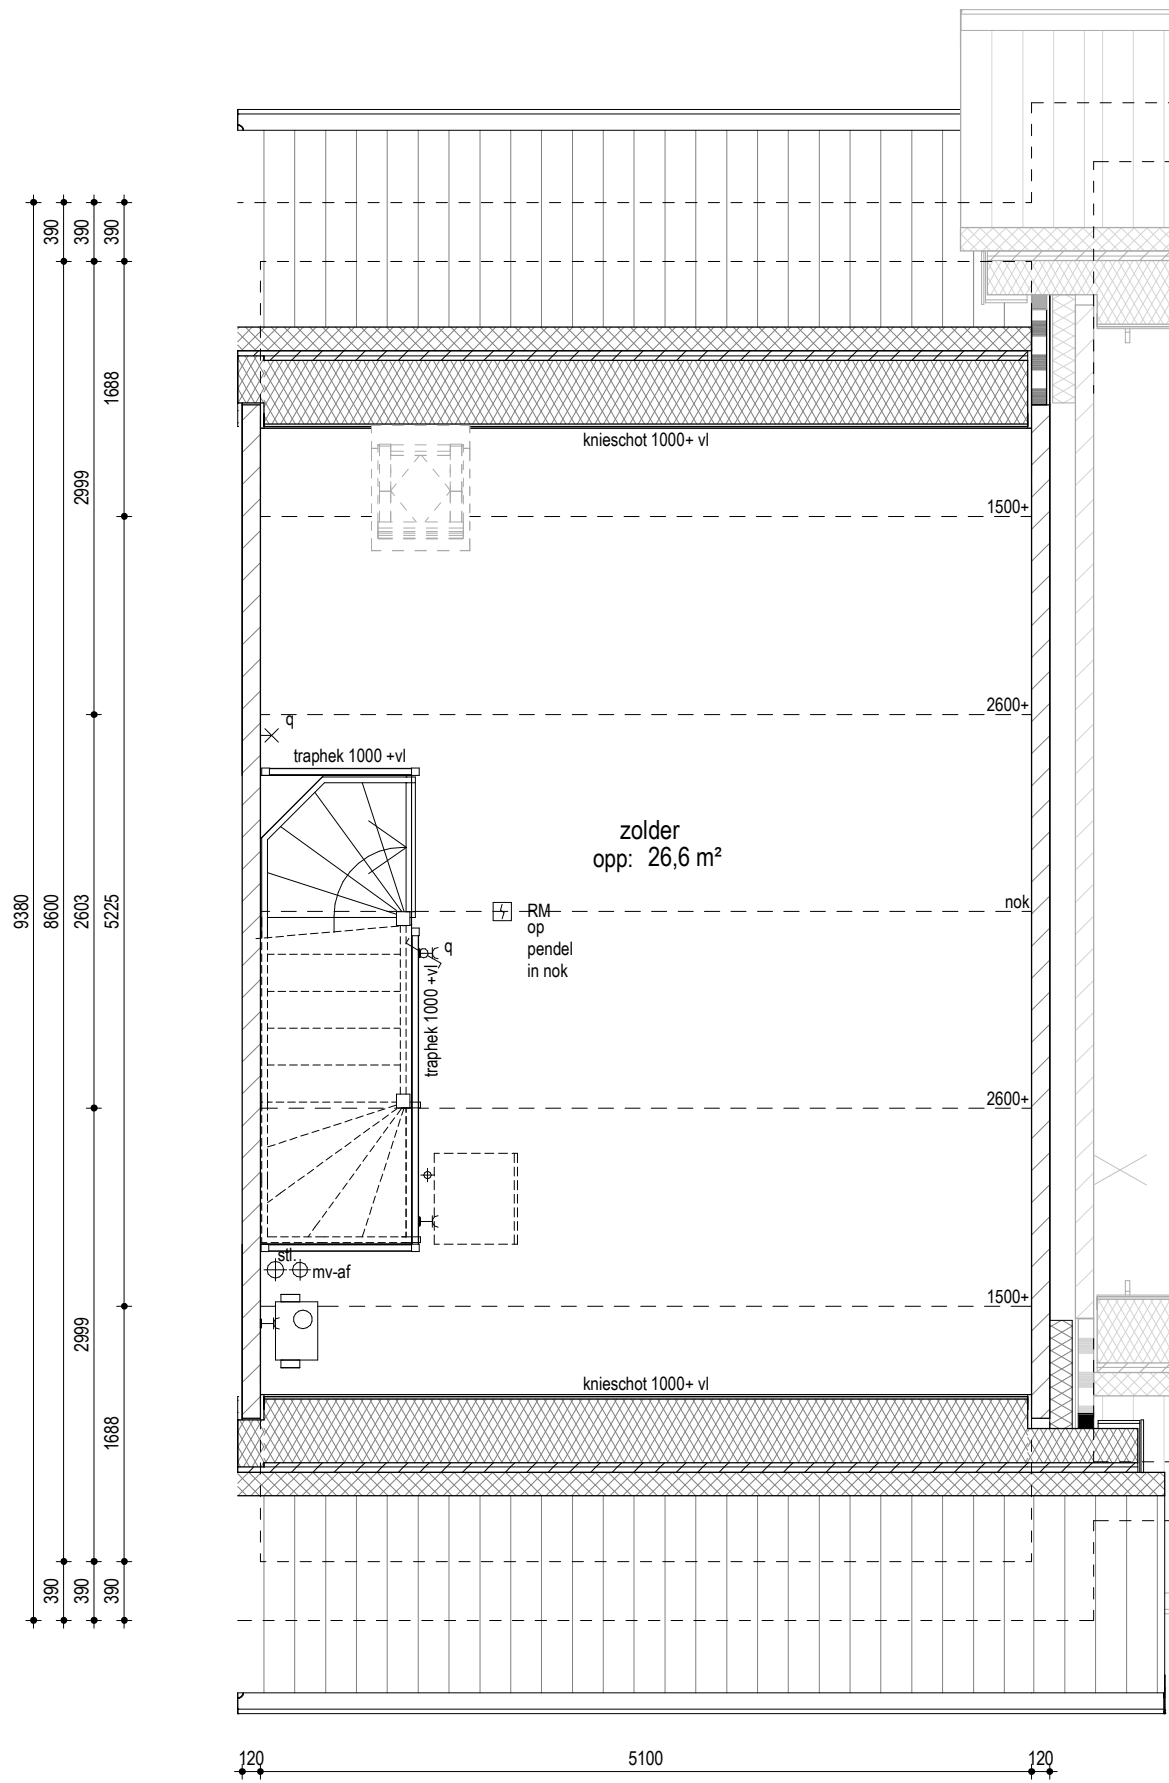 390
390
390
1688
2999
9380
8600
2603
5225
2999
1688
390
390
390
knieschot 1000+ vl
1500+
2600+
q
traphek 1000 +vl
zolder
opp: 26,6 m²
nok
RM
op
pendel
in nok
q
traphek 1000 +vl
2600+
stl.
mv-af
1500+
knieschot 1000+ vl
120
5100
120